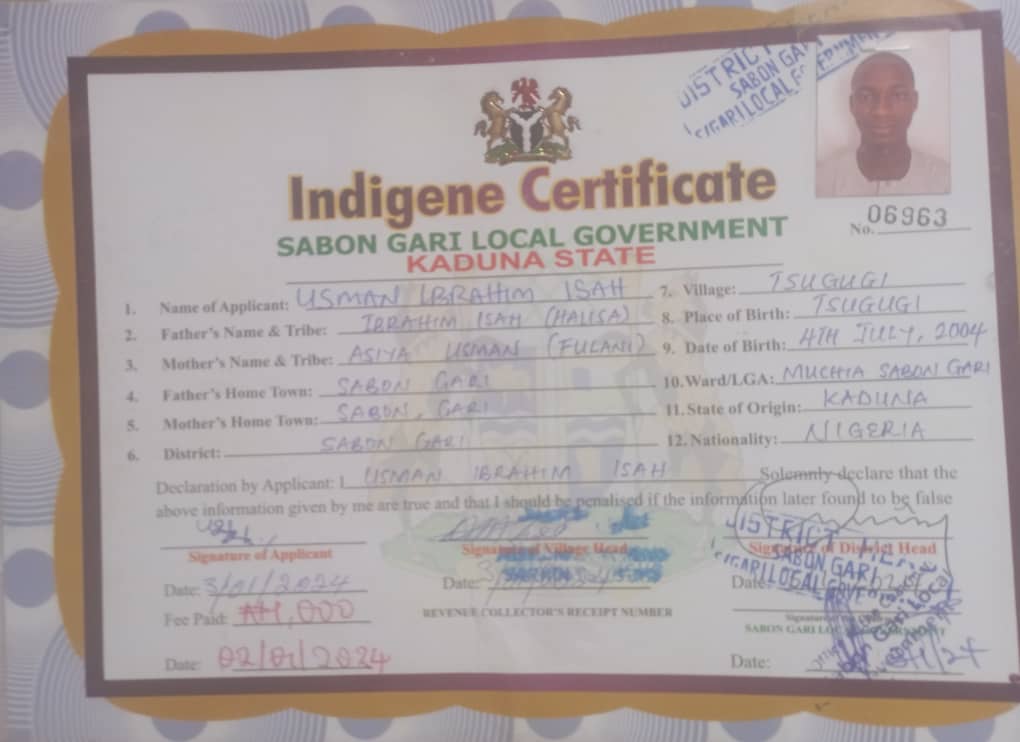 DISTRICT
SABON GARI
Indigene Certificate
No. 06963
SABON GARI LOCAL GOVERNMENT
KADUNA STATE
1. Name of Applicant: USMAN IBRAHIM ISAH
2. Father's Name & Tribe: IBRAHIM ISAH (HAUSA)
3. Mother's Name & Tribe: ASIYA USMAN (FULANI)
4. Father's Home Town: SABON GARI
5. Mother's Home Town: SABON, GARI
6. District: SABON GARI
7. Village: TSUGUGI
8. Place of Birth: TSUGUGI
9. Date of Birth: 4TH JULY, 2004
10. Ward/LGA: MUCHIA SABON GARI
11. State of Origin: KADUNA
12. Nationality: NIGERIA
Declaration by Applicant: I USMAN IBRAHIM ISAH Solemnly declare that the
above information given by me are true and that I should be penalised if the information later found to be false
Signature of Applicant
Date: 3/01/2024
Fee Paid: ₦1,000
Date: 02/01/2024
Signature of Village Head
Date:
REVENUE COLLECTOR'S RECEIPT NUMBER
DISTRICT
SABON GARI
Signature of District Head
Date:
SABON GARI LOCAL GOVERNMENT
Date: